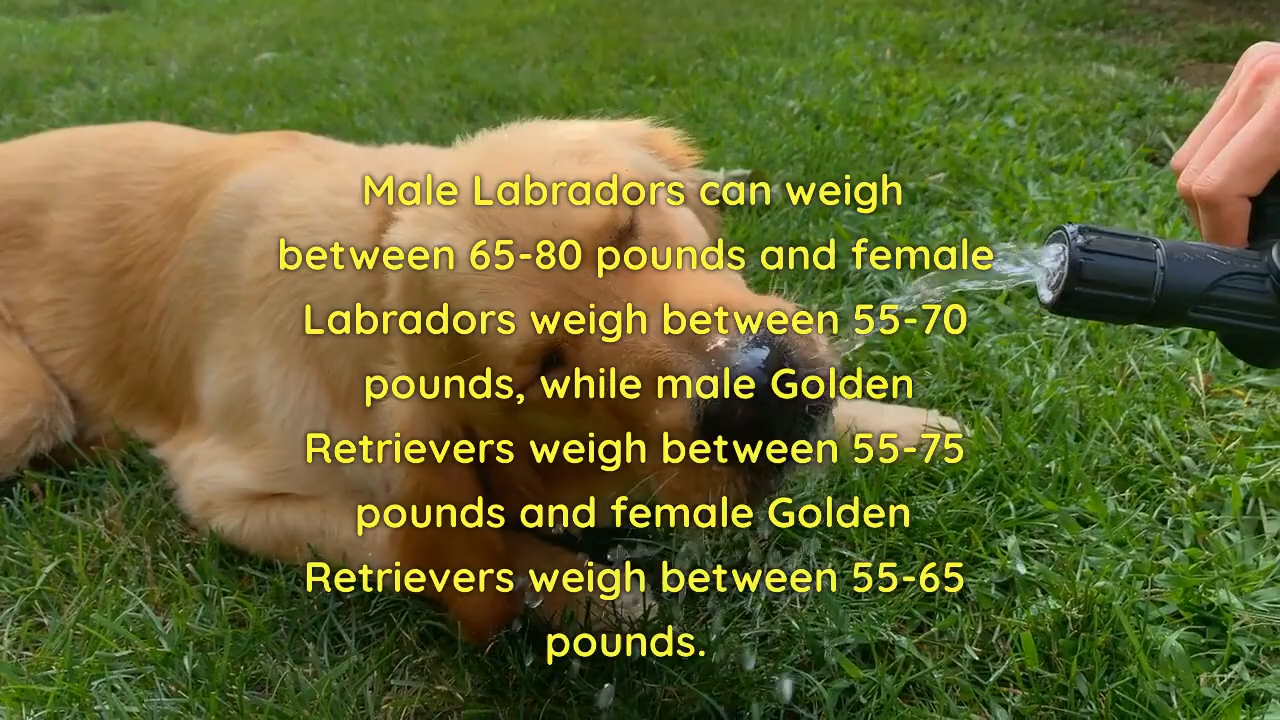 Male Labradors can weigh
between 65-80 pounds and female
Labradors weigh between 55-70
pounds, while male Golden
Retrievers weigh between 55-75
pounds and female Golden
Retrievers weigh between 55-65
pounds.